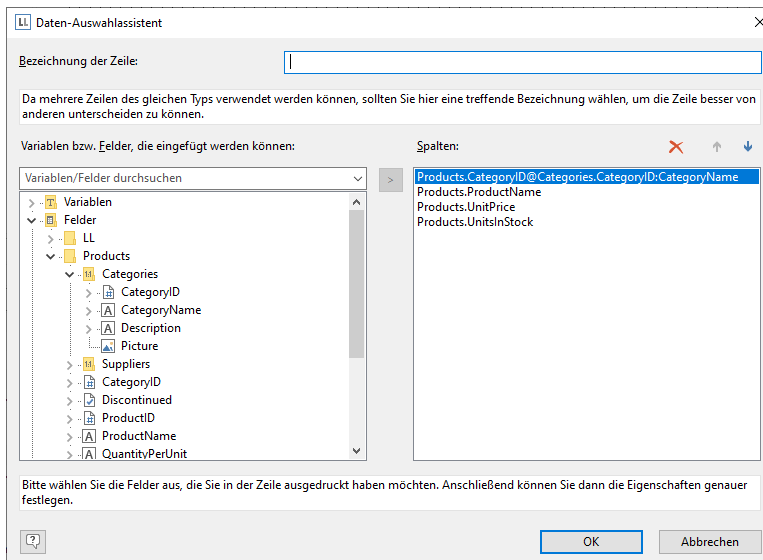 LL Daten-Auswahlassistent
Bezeichnung der Zeile:
Da mehrere Zeilen des gleichen Typs verwendet werden können, sollten Sie hier eine treffende Bezeichnung wählen, um die Zeile besser von
anderen unterscheiden zu können.
Variablen bzw. Felder, die eingefügt werden können:
Variablen/Felder durchsuchen
Variablen
Felder
LL
Products
Categories
CategoryID
CategoryName
Description
Picture
Suppliers
CategoryID
Discontinued
ProductID
ProductName
QuantityPerUnit
>
Spalten:
Products.CategoryID@Categories.CategoryID:CategoryName
Products.ProductName
Products.UnitPrice
Products.UnitsInStock
Bitte wählen Sie die Felder aus, die Sie in der Zeile ausgedruckt haben möchten. Anschließend können Sie dann die Eigenschaften genauer
festlegen.
?
OK
Abbrechen